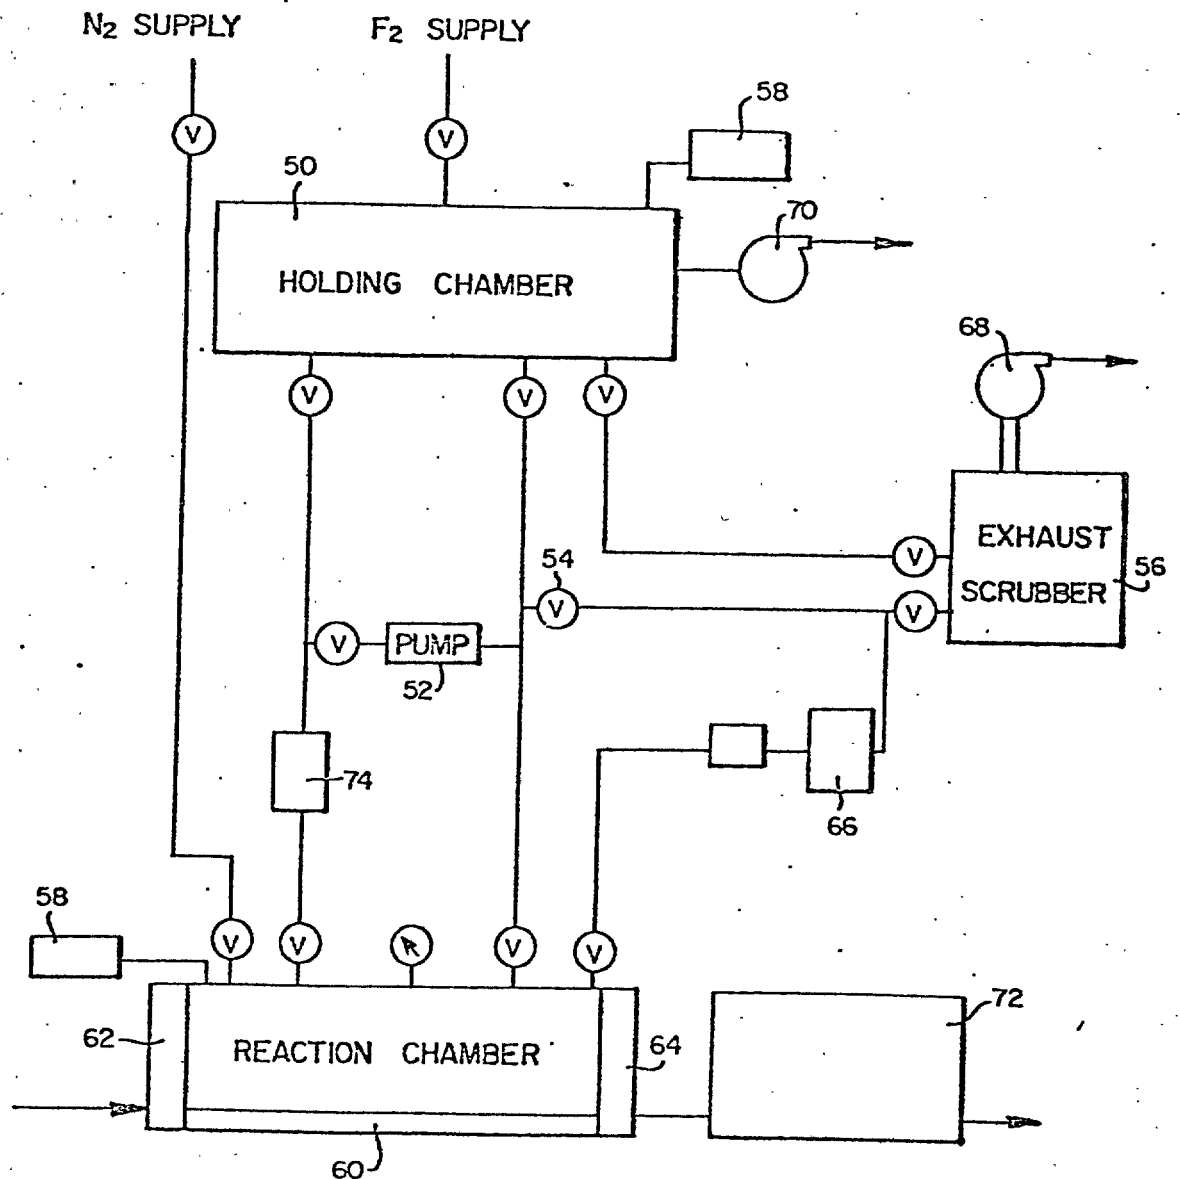 N2 SUPPLY
F2 SUPPLY
58
V
V
50
70
HOLDING CHAMBER
68
V
V
V
EXHAUST
V
54
56
V
SCRUBBER
V
V
PUMP
52
74
66
58
V
V
V
V
72
62
REACTION CHAMBER
64
60